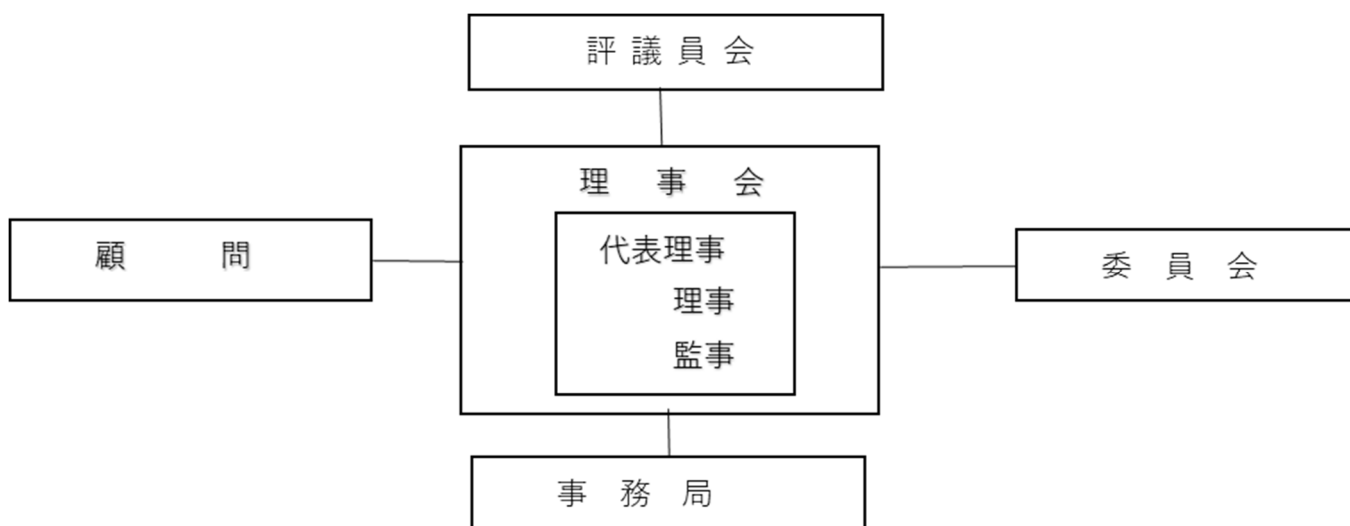 評議員会
理事会
代表理事
理事
監事
顧問
委員会
事務局